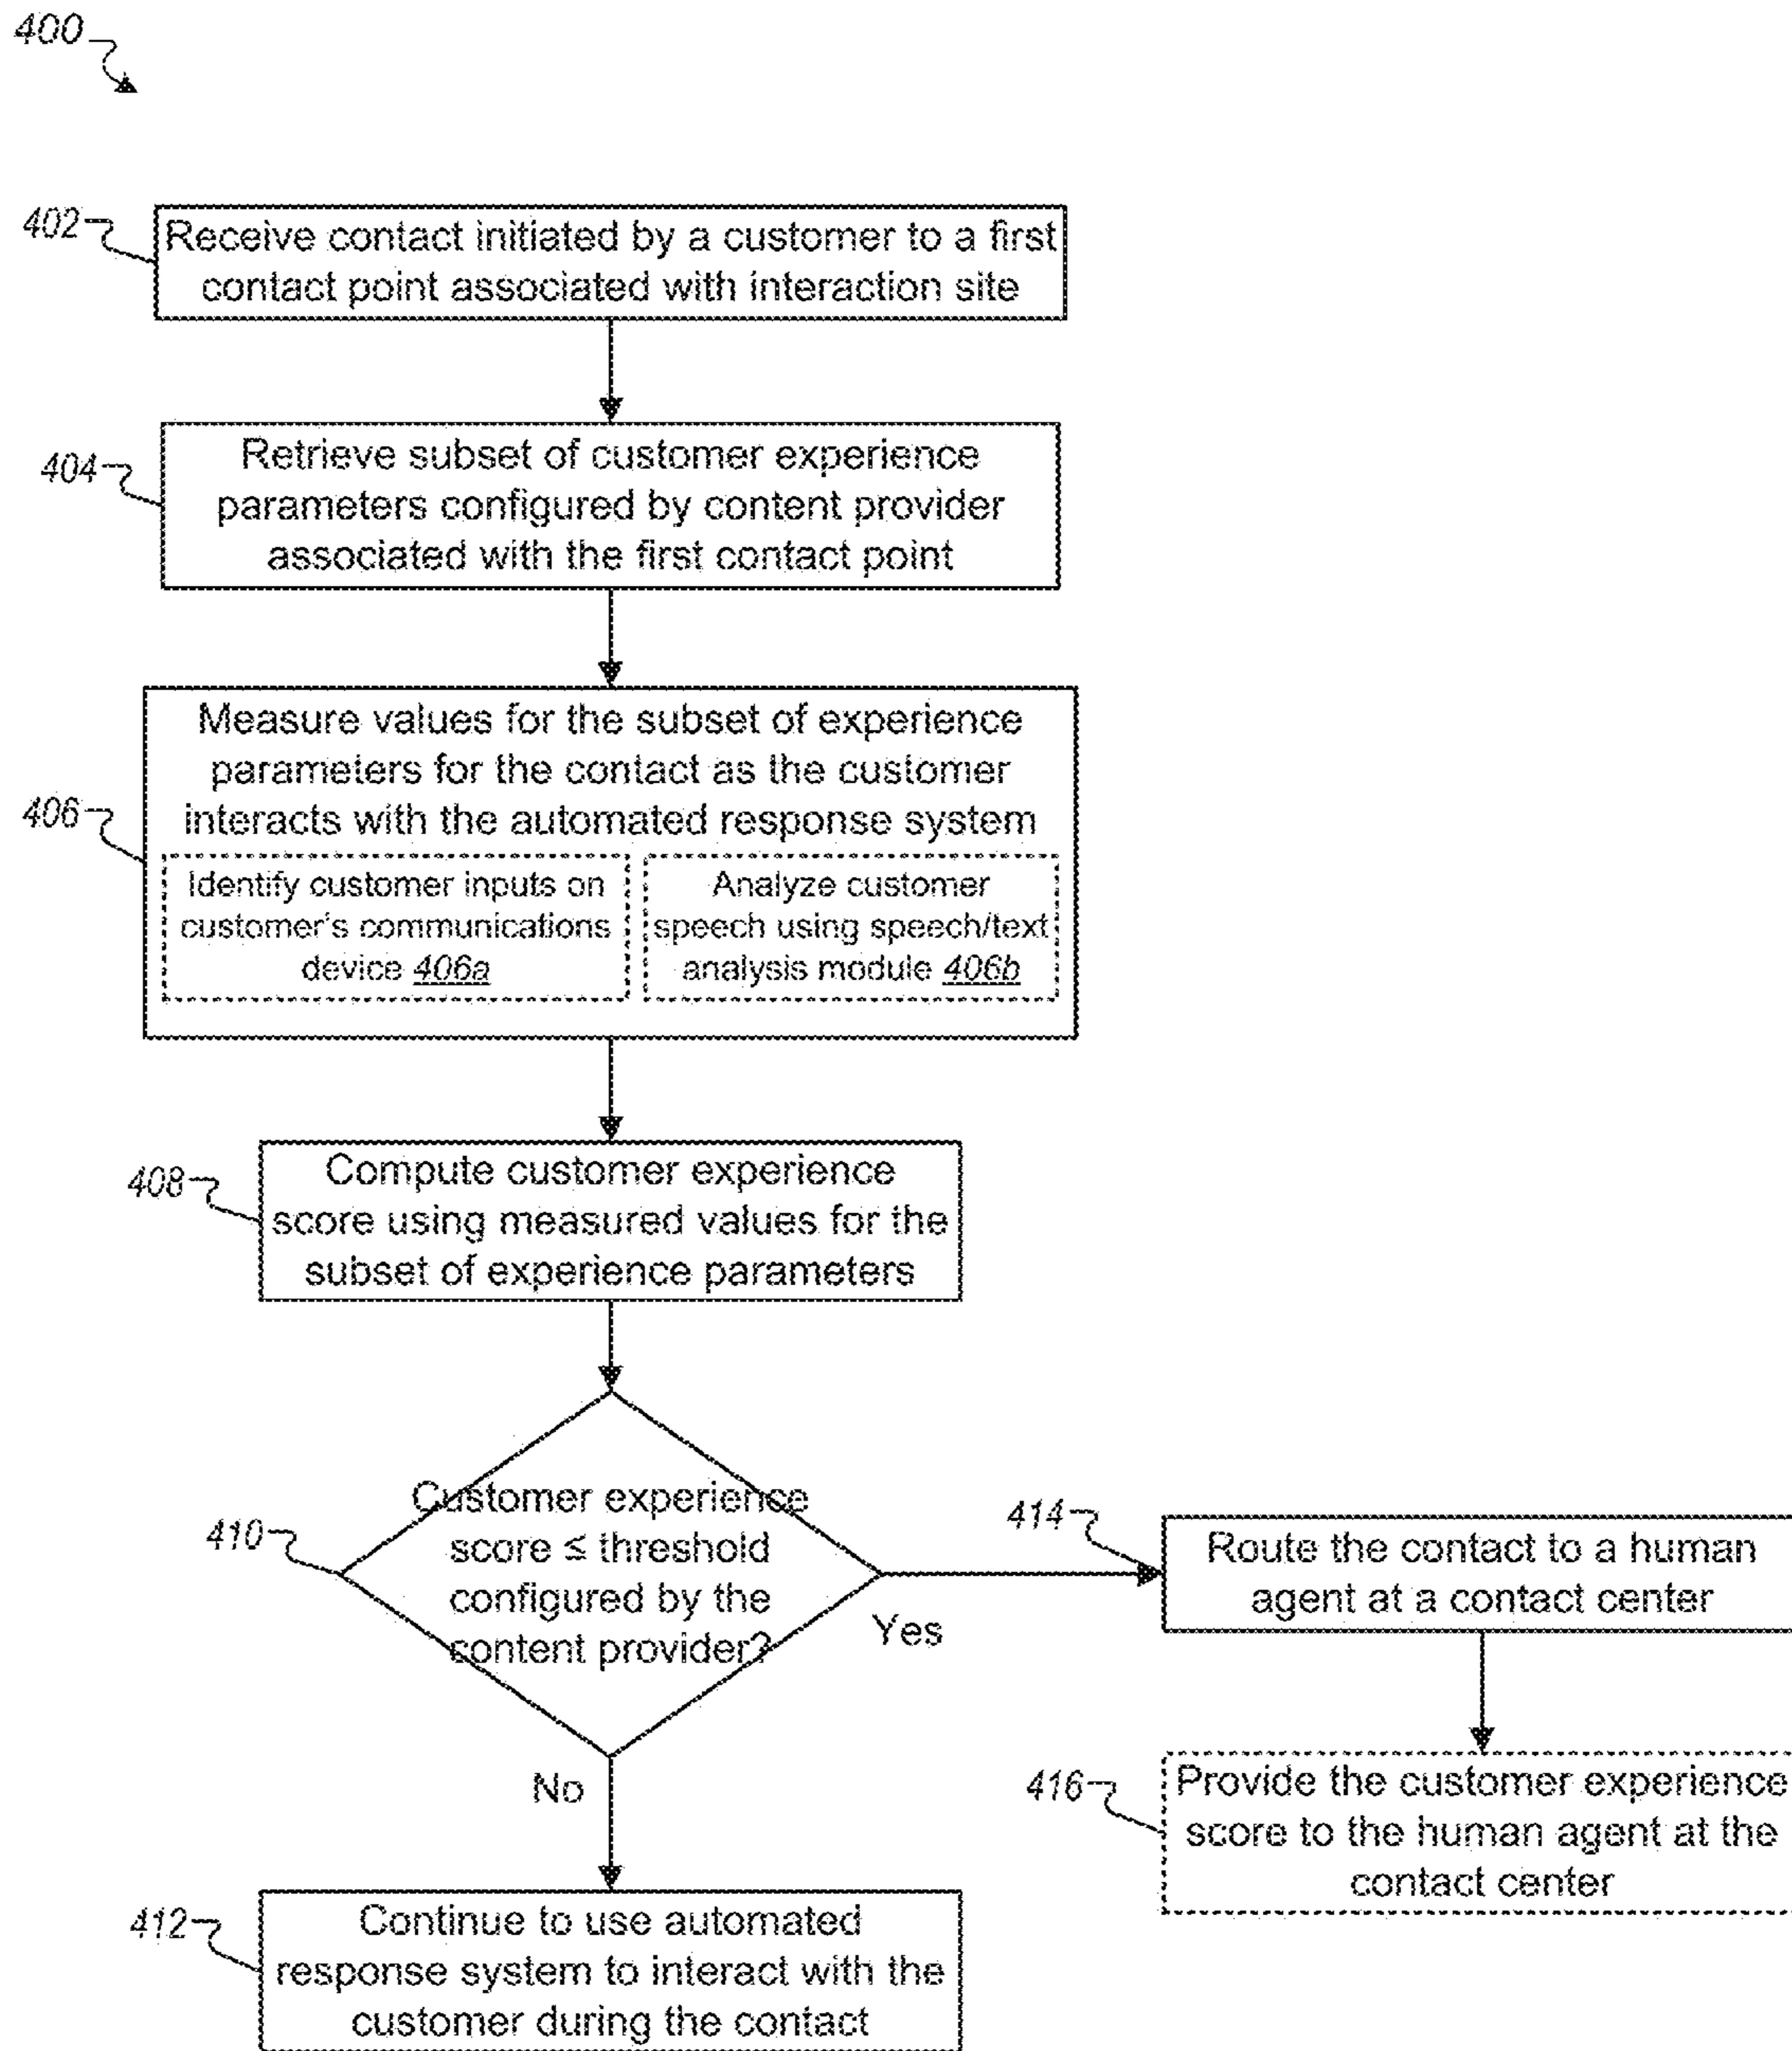 400
402
Receive contact initiated by a customer to a first
contact point associated with interaction site
404
Retrieve subset of customer experience
parameters configured by content provider
associated with the first contact point
406
Measure values for the subset of experience
parameters for the contact as the customer
interacts with the automated response system
Identify customer inputs on
customer's communications
device 406a
Analyze customer
speech using speech/text
analysis module 406b
408
Compute customer experience
score using measured values for the
subset of experience parameters
410
Customer experience
score ≤ threshold
configured by the
content provider?
Yes
No
414
Route the contact to a human
agent at a contact center
416
Provide the customer experience
score to the human agent at the
contact center
412
Continue to use automated
response system to interact with the
customer during the contact